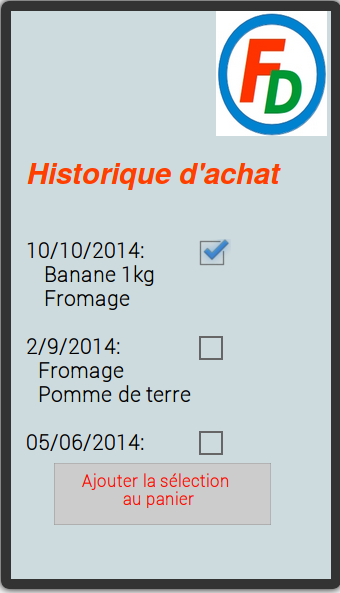 FD
Historique d'achat
10/10/2014:
Banane 1kg
Fromage
2/9/2014:
Fromage
Pomme de terre
05/06/2014:
Ajouter la sélection
au panier